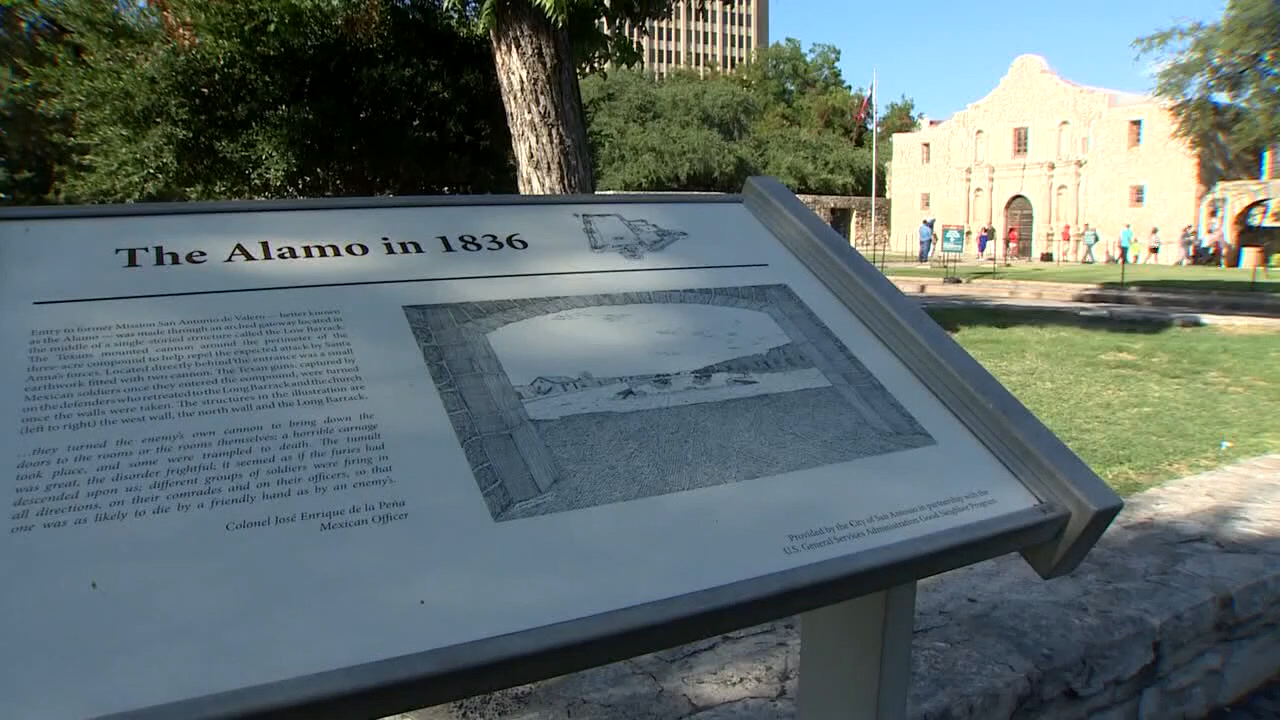 The Alamo in 1836
Entry to former Mission San Antonio de Valero — better known
as the Alamo — was made through an arched gateway located in
the middle of a single-storied structure called the Low Barrack.
The Texans mounted cannon around the perimeter of the
three-acre compound to help repel the expected attack by Santa
Anna's forces. Located directly behind the entrance was a small
earthwork fitted with two cannon. The Texan guns, captured by
Mexican soldiers once they entered the compound, were turned
on the defenders who retreated to the Long Barrack and the church
once the walls were taken. The structures in the illustration are
(left to right) the west wall, the north wall and the Long Barrack.
...they turned the enemy's own cannon to bring down the
doors to the rooms or the rooms themselves; a horrible carnage
took place, and some were trampled to death. The tumult
was great, the disorder frightful; it seemed as if the furies had
descended upon us; different groups of soldiers were firing in
all directions, on their comrades and on their officers, so that
one was as likely to die by a friendly hand as by an enemy's.
Colonel José Enrique de la Peña
Mexican Officer
Provided by the City of San Antonio in partnership with the
U.S. General Services Administration Good Neighbor Program